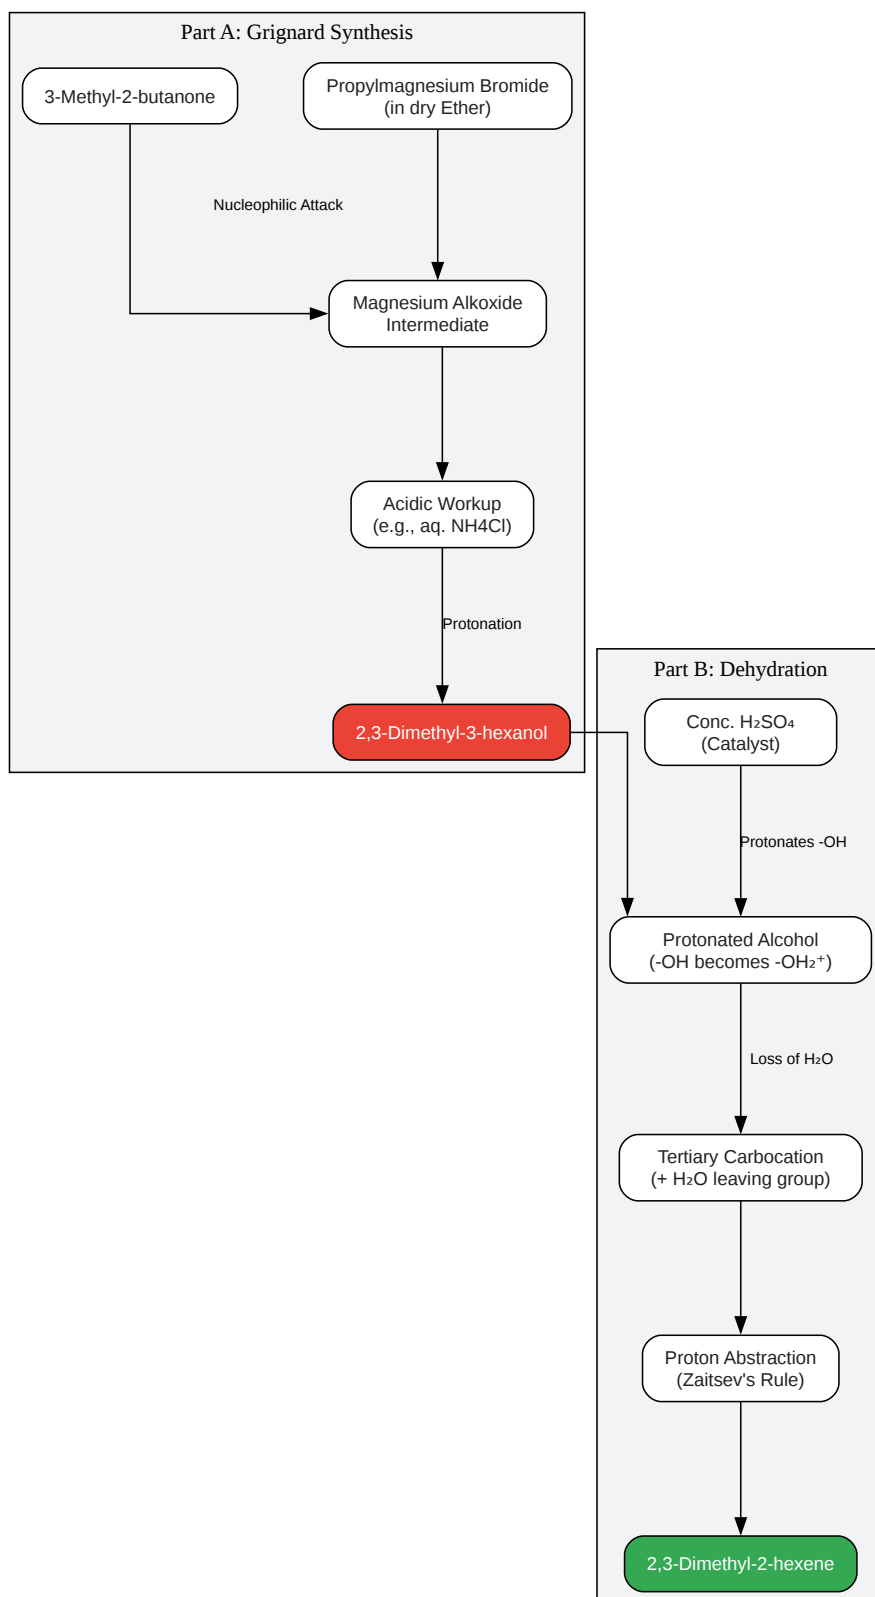 Part A: Grignard Synthesis
3-Methyl-2-butanone
Propylmagnesium Bromide
(in dry Ether)
Nucleophilic Attack
Magnesium Alkoxide
Intermediate
Acidic Workup
(e.g., aq. NH4Cl)
Protonation
2,3-Dimethyl-3-hexanol
Part B: Dehydration
Conc. H₂SO₄
(Catalyst)
Protonates -OH
Protonated Alcohol
(-OH becomes -OH₂⁺)
Loss of H₂O
Tertiary Carbocation
(+ H₂O leaving group)
Proton Abstraction
(Zaitsev's Rule)
2,3-Dimethyl-2-hexene